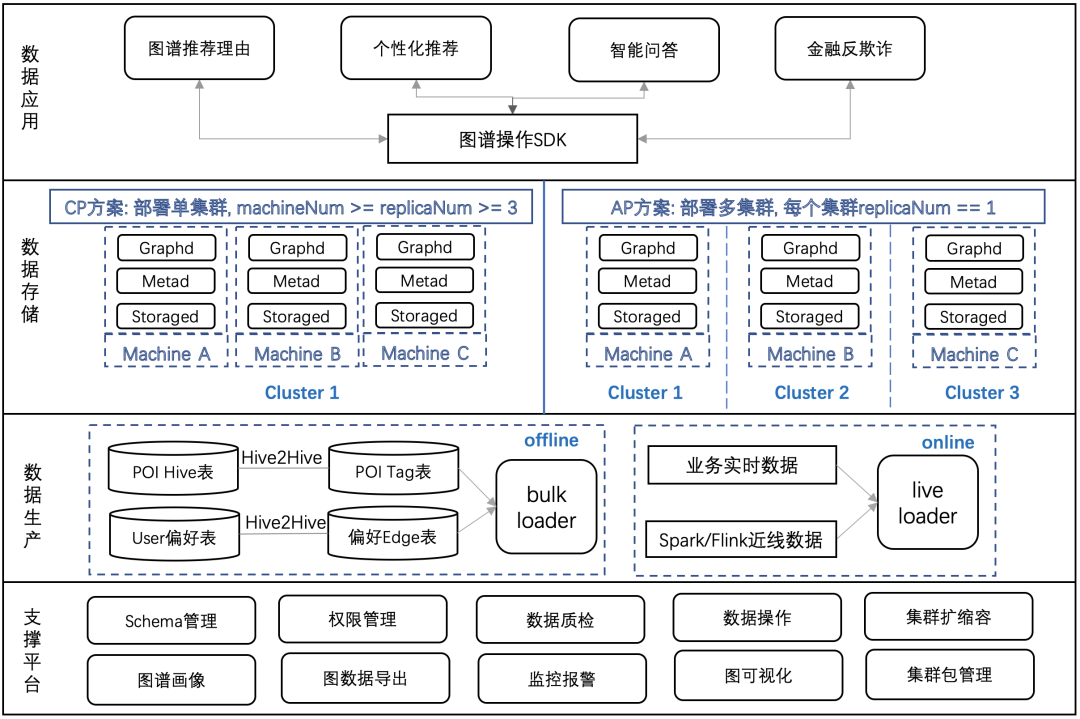 数据应用
图谱推荐理由
个性化推荐
智能问答
金融反欺诈
图谱操作SDK
数据存储
CP方案: 部署单集群, machineNum >= replicaNum >= 3
Graphd
Metad
Storaged
Machine A
Graphd
Metad
Storaged
Machine B
Graphd
Metad
Storaged
Machine C
Cluster 1
AP方案: 部署多集群, 每个集群replicaNum == 1
Graphd
Metad
Storaged
Machine A
Cluster 1
Graphd
Metad
Storaged
Machine B
Cluster 2
Graphd
Metad
Storaged
Machine C
Cluster 3
数据生产
offline
POI Hive表
Hive2Hive
POI Tag表
User偏好表
Hive2Hive
偏好Edge表
bulk
loader
online
业务实时数据
Spark/Flink近线数据
live
loader
支撑平台
Schema管理
权限管理
数据质检
数据操作
集群扩缩容
图谱画像
图数据导出
监控报警
图可视化
集群包管理